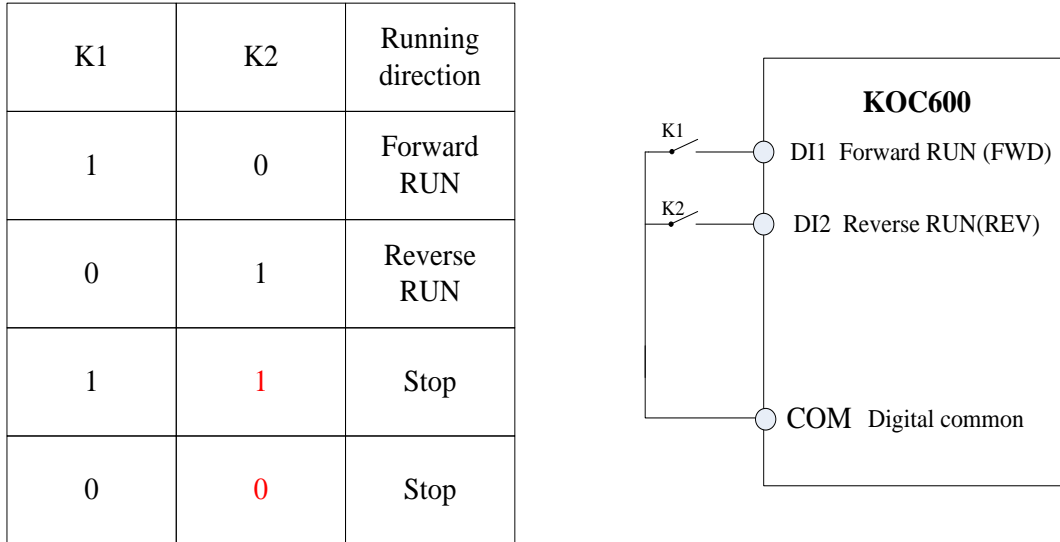 K1 K2 Running
direction
1 0 Forward
RUN
0 1 Reverse
RUN
1 1 Stop
0 0 Stop
KOC600
K1
DI1 Forward RUN (FWD)
K2
DI2 Reverse RUN(REV)
COM Digital common